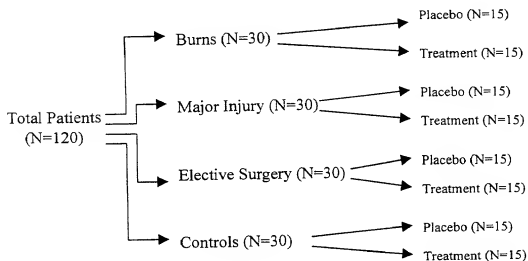 Placebo (N=15)
Burns (N=30)
Treatment (N=15)
Placebo (N=15)
Major Injury (N=30)
Treatment (N=15)
Total Patients
(N=120)
Placebo (N=15)
Elective Surgery (N=30)
Treatment (N=15)
Placebo (N=15)
Controls (N=30)
Treatment (N=15)